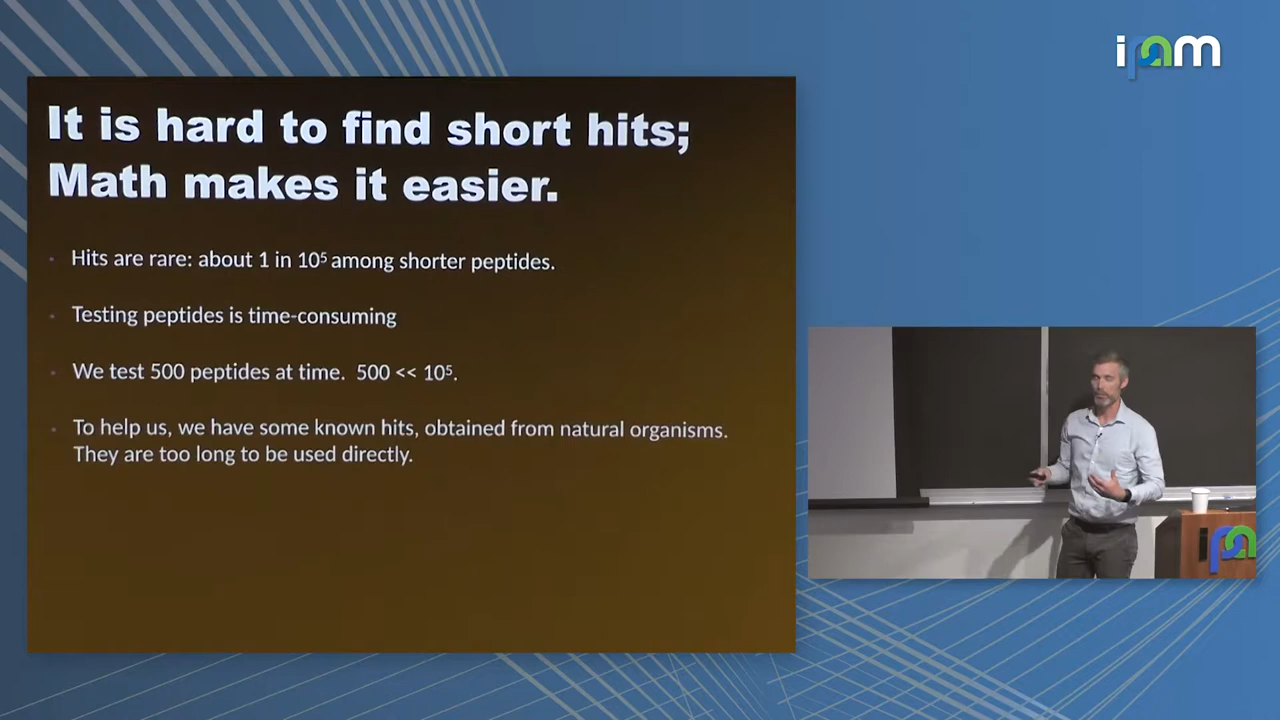 ipam
It is hard to find short hits;
Math makes it easier.
Hits are rare: about 1 in 10⁵ among shorter peptides.
Testing peptides is time-consuming
We test 500 peptides at time. 500 << 10⁵.
To help us, we have some known hits, obtained from natural organisms.
They are too long to be used directly.